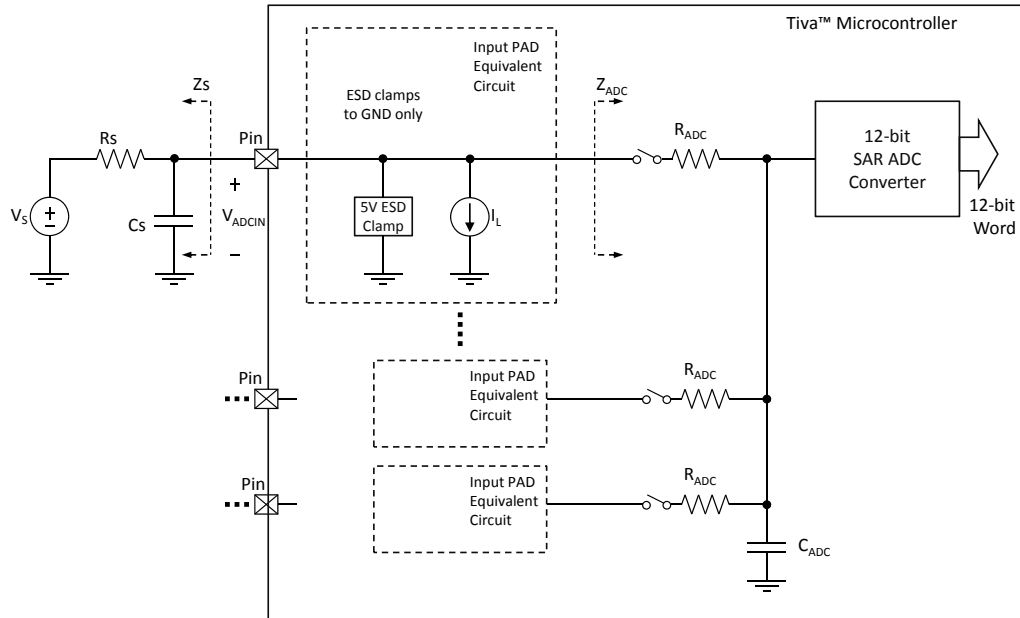 Tiva™ Microcontroller
Input PAD
Equivalent
Circuit
ESD clamps
to GND only
Zs
Z_ADC
Rs
Pin
R_ADC
12-bit
SAR ADC
Converter
V_S
Cs
+
V_ADCIN
−
5V ESD
Clamp
I_L
12-bit
Word
Pin
Input PAD
Equivalent
Circuit
R_ADC
Pin
Input PAD
Equivalent
Circuit
R_ADC
C_ADC